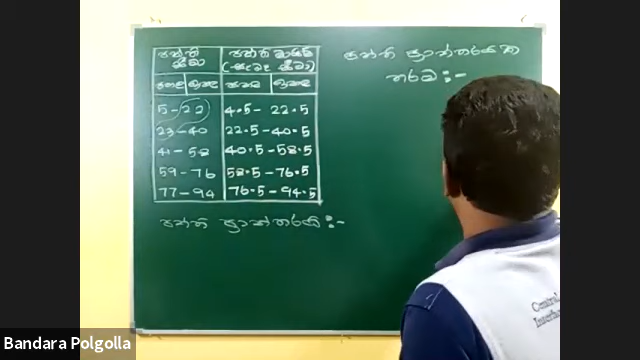 පන්ති සීමා
පන්ති මායිම්
(සැබෑ සීමා)
පහළ ඉහළ
පහළ ඉහළ
5-22 4.5- 22.5
23-40 22.5-40.5
41-58 40.5-58.5
59-76 58.5-76.5
77-94 76.5-94.5
පන්ති ප්‍රාන්තරය:-
පන්ති ප්‍රාන්තරයක
තරම:-
Central
Bandara Polgolla